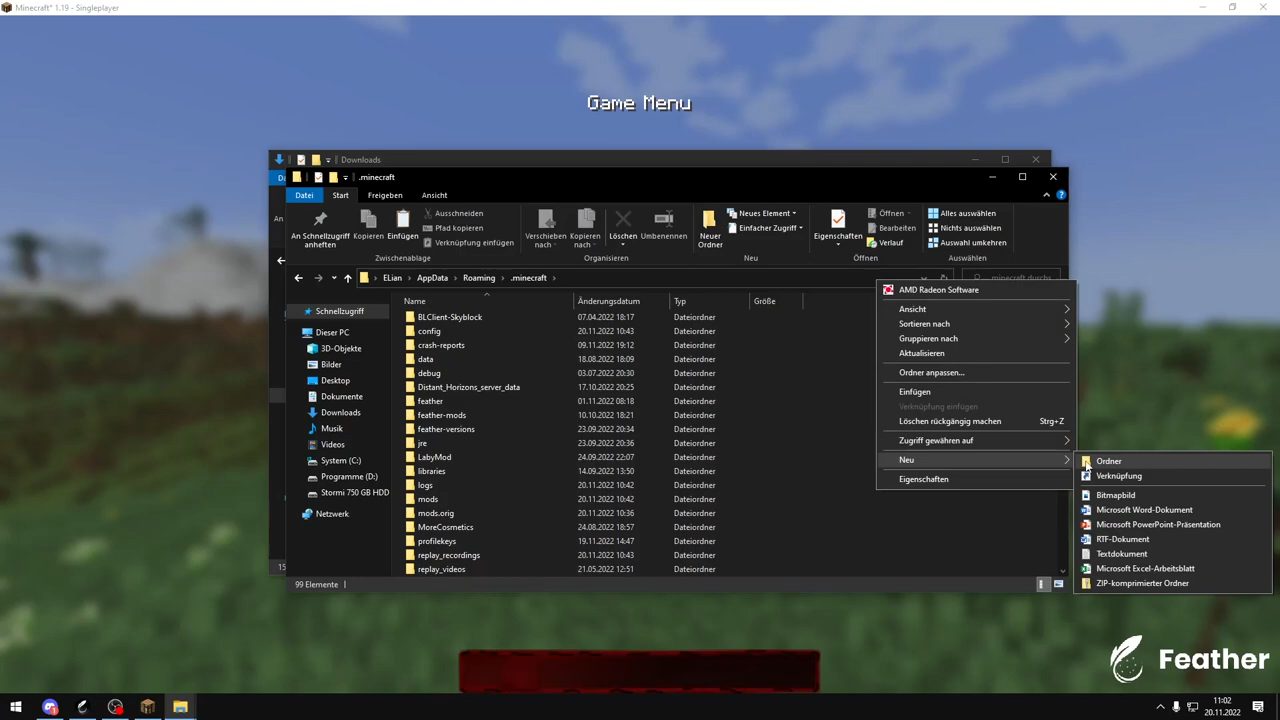 Minecraft* 1.19 - Singleplayer
Game Menu
Downloads
.minecraft
Datei Start Freigeben Ansicht
An Schnellzugriff anheften
Kopieren
Einfügen
Ausschneiden
Pfad kopieren
Verknüpfung einfügen
Zwischenablage
Verschieben nach
Kopieren nach
Löschen
Umbenennen
Organisieren
Neuer Ordner
Neues Element
Einfacher Zugriff
Neu
Eigenschaften
Öffnen
Bearbeiten
Verlauf
Öffnen
Alles auswählen
Nichts auswählen
Auswahl umkehren
Auswählen
ELian > AppData > Roaming > .minecraft >
Schnellzugriff
Dieser PC
3D-Objekte
Bilder
Desktop
Dokumente
Downloads
Musik
Videos
System (C:)
Programme (D:)
Stormi 750 GB HDD
Netzwerk
Name Änderungsdatum Typ Größe
BLClient-Skyblock 07.04.2022 18:17 Dateiordner
config 20.11.2022 10:43 Dateiordner
crash-reports 09.11.2022 19:12 Dateiordner
data 18.08.2022 18:09 Dateiordner
debug 03.07.2022 20:30 Dateiordner
Distant_Horizons_server_data 17.10.2022 20:25 Dateiordner
feather 01.11.2022 08:18 Dateiordner
feather-mods 10.10.2022 18:21 Dateiordner
feather-versions 23.09.2022 20:34 Dateiordner
jre 23.09.2022 20:36 Dateiordner
LabyMod 20.11.2022 10:42 Dateiordner
libraries 14.09.2022 13:50 Dateiordner
logs 20.11.2022 10:42 Dateiordner
mods 20.11.2022 10:42 Dateiordner
mods.orig 20.11.2022 10:43 Dateiordner
MoreCosmetics 24.08.2022 18:57 Dateiordner
profilekeys 19.11.2022 14:47 Dateiordner
replay_recordings 20.11.2022 10:43 Dateiordner
replay_videos 21.05.2022 12:51 Dateiordner
99 Elemente
AMD Radeon Software
Ansicht
Sortieren nach
Gruppieren nach
Aktualisieren
Ordner anpassen...
Einfügen
Verknüpfung einfügen
Löschen rückgängig machen Strg+Z
Zugriff gewähren auf
Neu
Eigenschaften
Ordner
Verknüpfung
Bitmapbild
Microsoft Word-Dokument
Microsoft PowerPoint-Präsentation
RTF-Dokument
Textdokument
Microsoft Excel-Arbeitsblatt
ZIP-komprimierter Ordner
Feather
11:02
20.11.2022